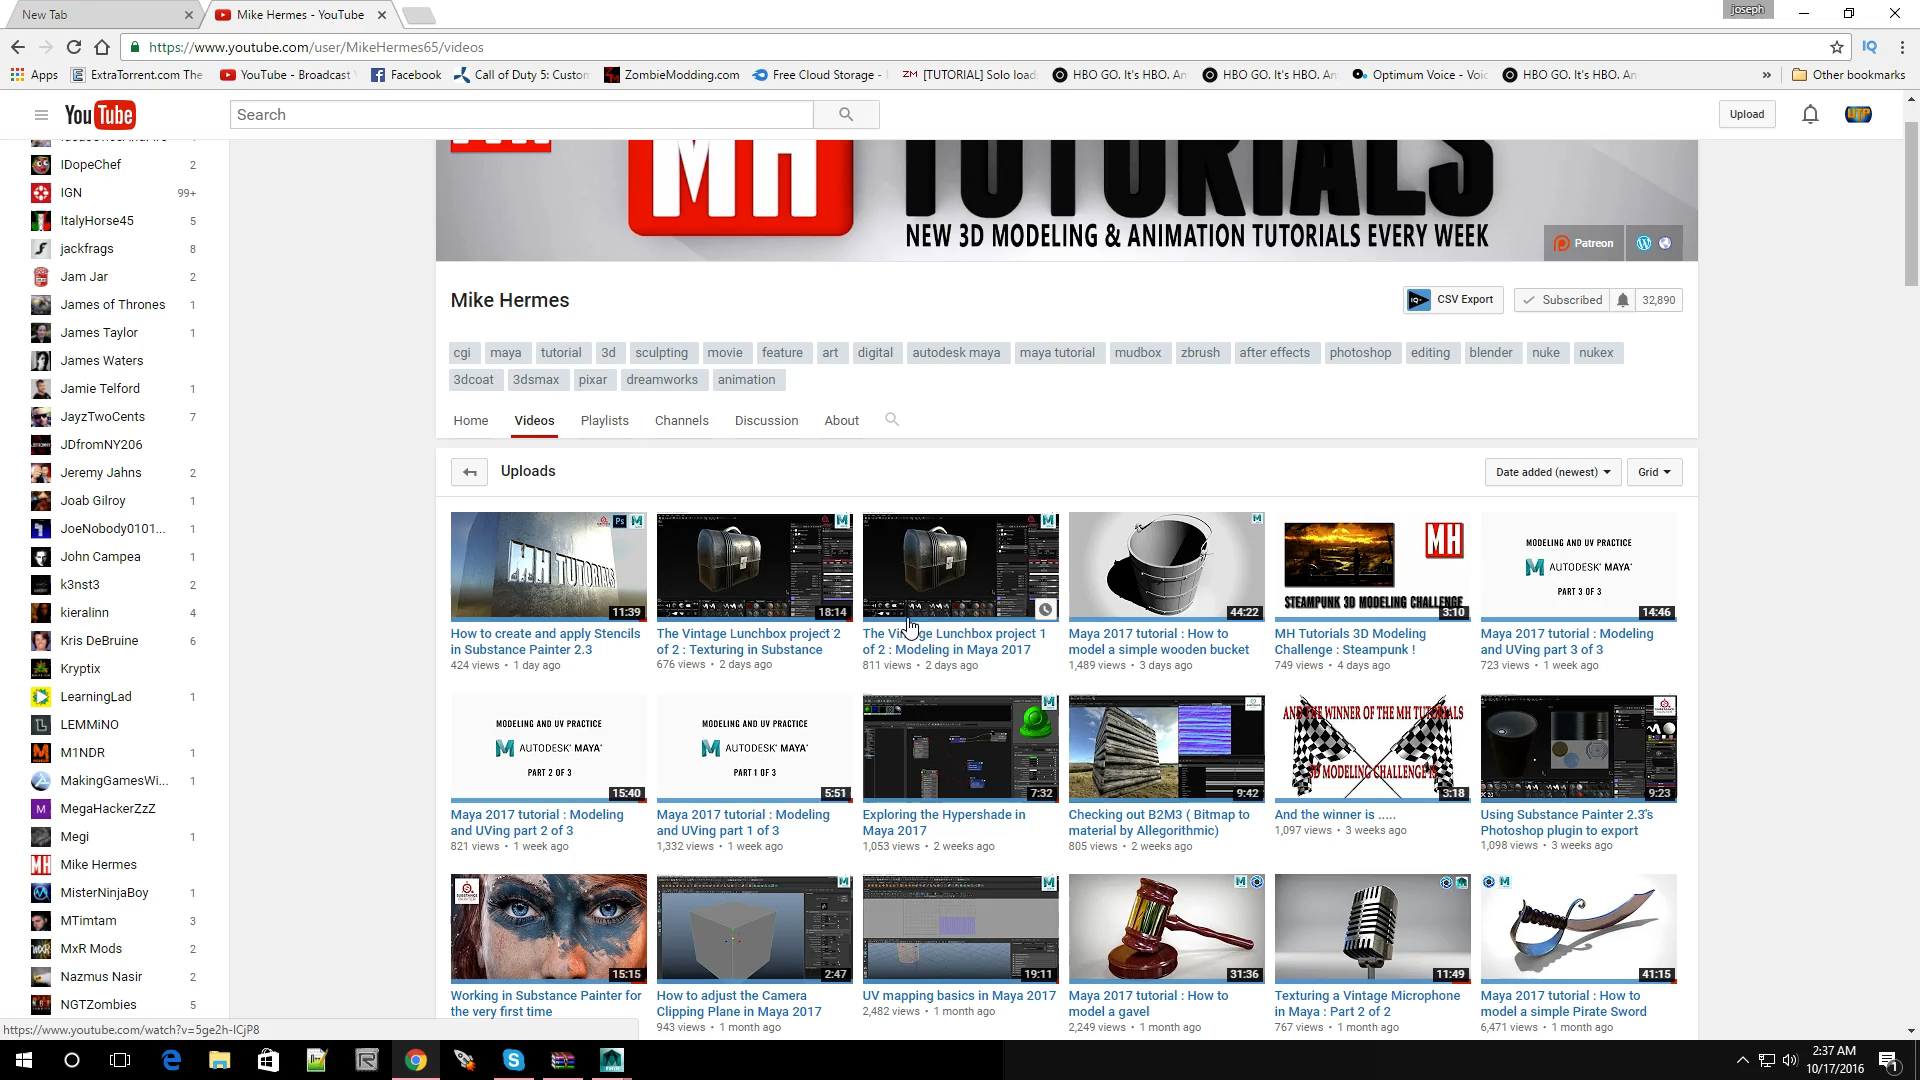 New Tab
Mike Hermes - YouTube
joseph
https://www.youtube.com/user/MikeHermes65/videos
IQ
Apps
ExtraTorrent.com The
YouTube - Broadcast
Facebook
Call of Duty 5: Custom
ZombieModding.com
Free Cloud Storage -
ZM
[TUTORIAL] Solo load
HBO GO. It's HBO. An
HBO GO. It's HBO. An
Optimum Voice - Voic
HBO GO. It's HBO. An
Other bookmarks
YouTube
Search
Upload
UTP
IDopeChef 2
IGN 99+
ItalyHorse45 5
jackfrags 8
Jam Jar 2
James of Thrones 1
James Taylor 1
James Waters
Jamie Telford 1
JayzTwoCents 7
JDfromNY206
Jeremy Jahns 2
Joab Gilroy 1
JoeNobody0101... 1
John Campea 1
k3nst3 2
kieralinn 4
Kris DeBruine 6
Kryptix
LearningLad 1
LEMMiNO
M1NDR 1
MakingGamesWi... 1
M MegaHackerZzZ
Megi 1
MH Mike Hermes
MisterNinjaBoy 1
MTimtam 3
MxR Mods 2
Nazmus Nasir 2
NGTZombies 5
MH TUTORIALS
NEW 3D MODELING & ANIMATION TUTORIALS EVERY WEEK
Patreon
Mike Hermes
CSV Export
Subscribed
32,890
cgi maya tutorial 3d sculpting movie feature art digital autodesk maya maya tutorial mudbox zbrush after effects photoshop editing blender nuke nukex
3dcoat 3dsmax pixar dreamworks animation
Home Videos Playlists Channels Discussion About
Uploads
Date added (newest)
Grid
MH TUTORIALS
Ps
11:39
How to create and apply Stencils
in Substance Painter 2.3
424 views • 1 day ago
18:14
The Vintage Lunchbox project 2
of 2 : Texturing in Substance
676 views • 2 days ago
The Vintage Lunchbox project 1
of 2 : Modeling in Maya 2017
811 views • 2 days ago
44:22
Maya 2017 tutorial : How to
model a simple wooden bucket
1,489 views • 3 days ago
MH
STEAMPUNK 3D MODELING CHALLENGE
3:10
MH Tutorials 3D Modeling
Challenge : Steampunk !
749 views • 4 days ago
MODELING AND UV PRACTICE
AUTODESK® MAYA®
PART 3 OF 3
14:46
Maya 2017 tutorial : Modeling
and UVing part 3 of 3
723 views • 1 week ago
MODELING AND UV PRACTICE
AUTODESK® MAYA®
PART 2 OF 3
15:40
Maya 2017 tutorial : Modeling
and UVing part 2 of 3
821 views • 1 week ago
MODELING AND UV PRACTICE
AUTODESK® MAYA®
PART 1 OF 3
5:51
Maya 2017 tutorial : Modeling
and UVing part 1 of 3
1,332 views • 1 week ago
7:32
Exploring the Hypershade in
Maya 2017
1,053 views • 2 weeks ago
9:42
Checking out B2M3 ( Bitmap to
material by Allegorithmic)
805 views • 2 weeks ago
AND THE WINNER OF THE MH TUTORIALS
3D MODELING CHALLENGE IS
3:18
And the winner is .....
1,097 views • 3 weeks ago
9:23
Using Substance Painter 2.3's
Photoshop plugin to export
1,098 views • 3 weeks ago
15:15
Working in Substance Painter for
the very first time
2:47
How to adjust the Camera
Clipping Plane in Maya 2017
943 views • 1 month ago
19:11
UV mapping basics in Maya 2017
2,482 views • 1 month ago
31:36
Maya 2017 tutorial : How to
model a gavel
2,249 views • 1 month ago
11:49
Texturing a Vintage Microphone
in Maya : Part 2 of 2
767 views • 1 month ago
41:15
Maya 2017 tutorial : How to
model a simple Pirate Sword
6,471 views • 1 month ago
https://www.youtube.com/watch?v=5ge2h-ICjP8
2:37 AM
10/17/2016
1